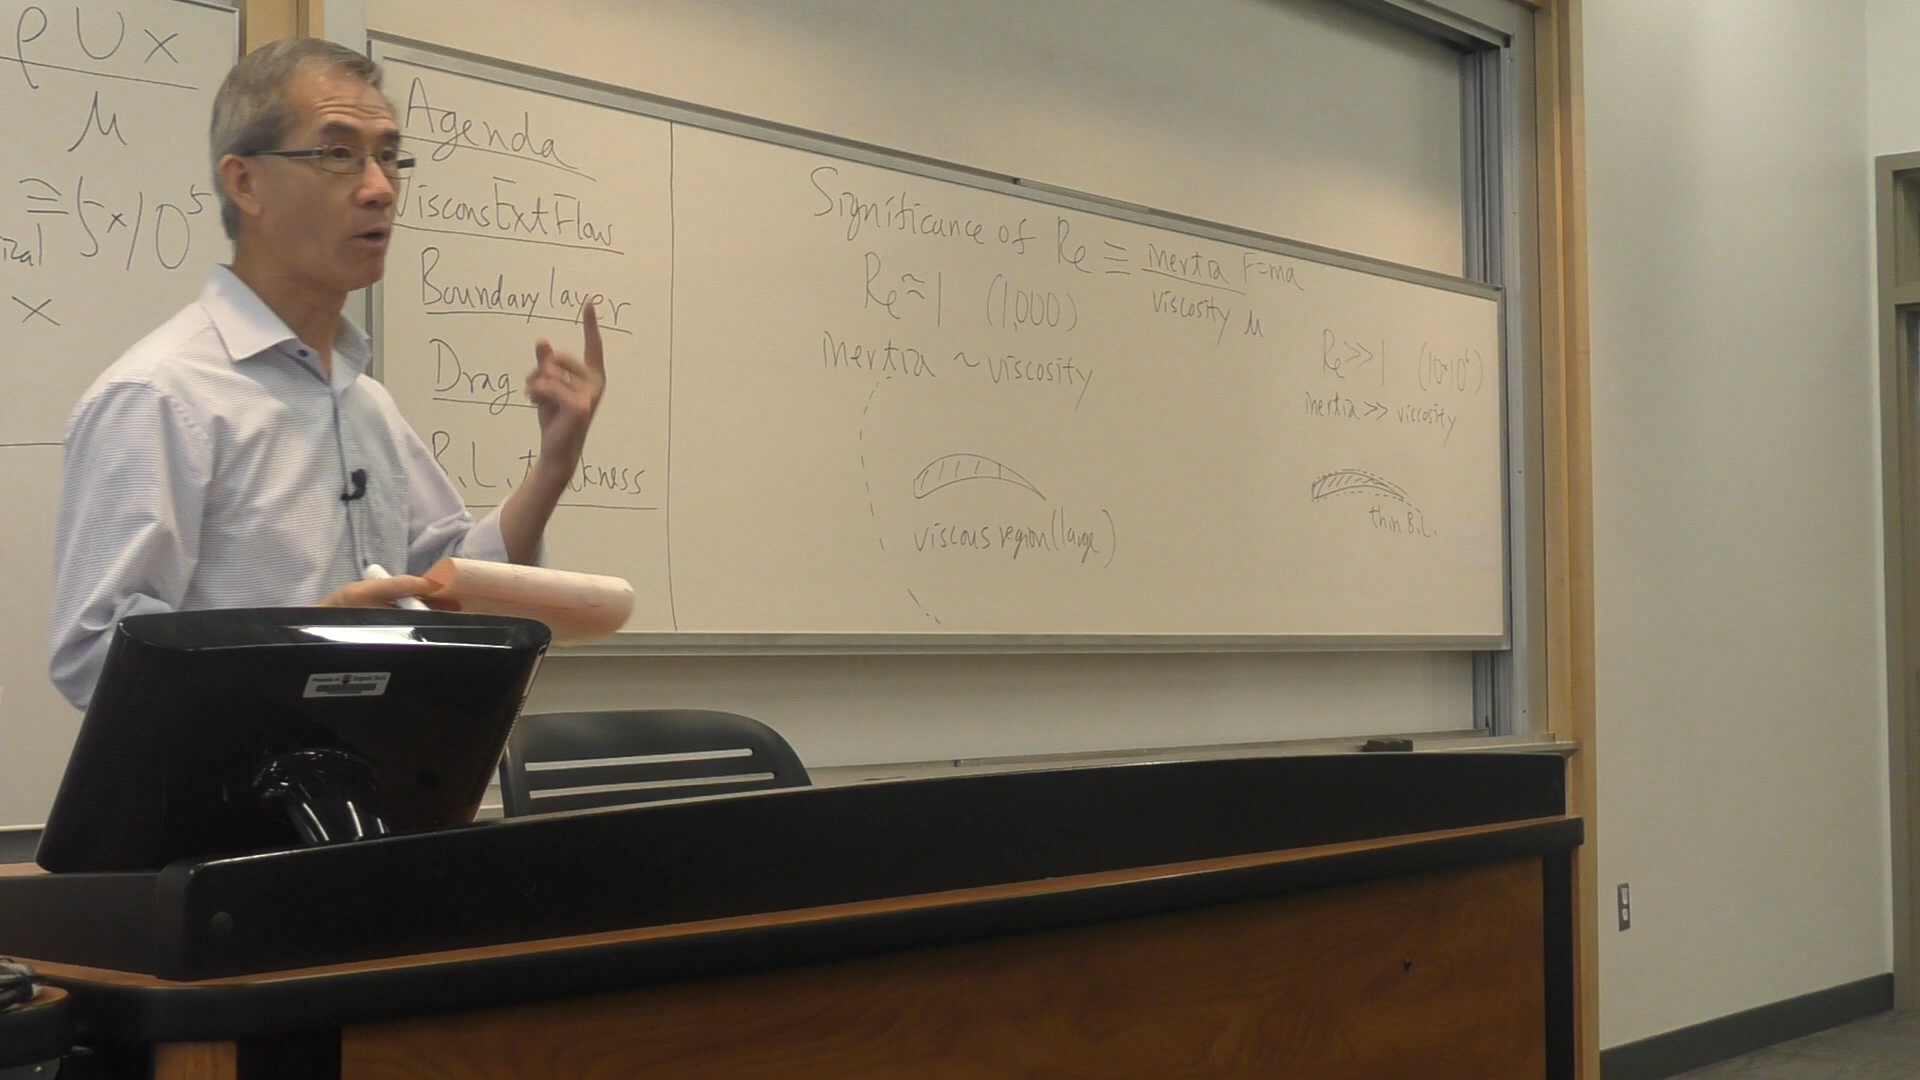 ρUx
μ
≅ 5×10⁵
x
Agenda
ViscousExtFlow
Boundary layer
Drag
B.L. thickness
Significance of Re ≡ inertia F=ma
viscosity μ
Re≈1 (1,000)
inertia ~ viscosity
viscous region (large)
Re>>1 (10×10⁶)
inertia >> viscosity
thin B.L.